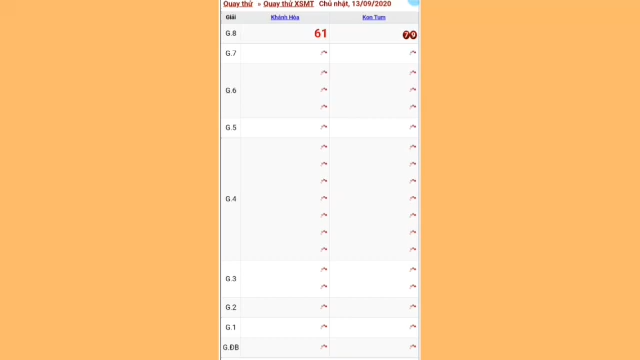 Quay thử » Quay thử XSMT Chủ nhật, 13/09/2020
Giải Khánh Hòa Kon Tum
G.8 61 79
G.7
G.6
G.5
G.4
G.3
G.2
G.1
G.ĐB